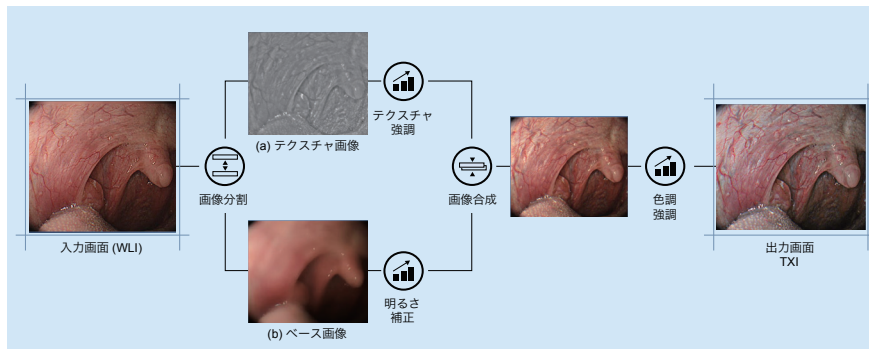 入力画面 (WLI)
画像分割
(a) テクスチャ画像
テクスチャ
強調
(b) ベース画像
明るさ
補正
画像合成
色調
強調
出力画面
TXI